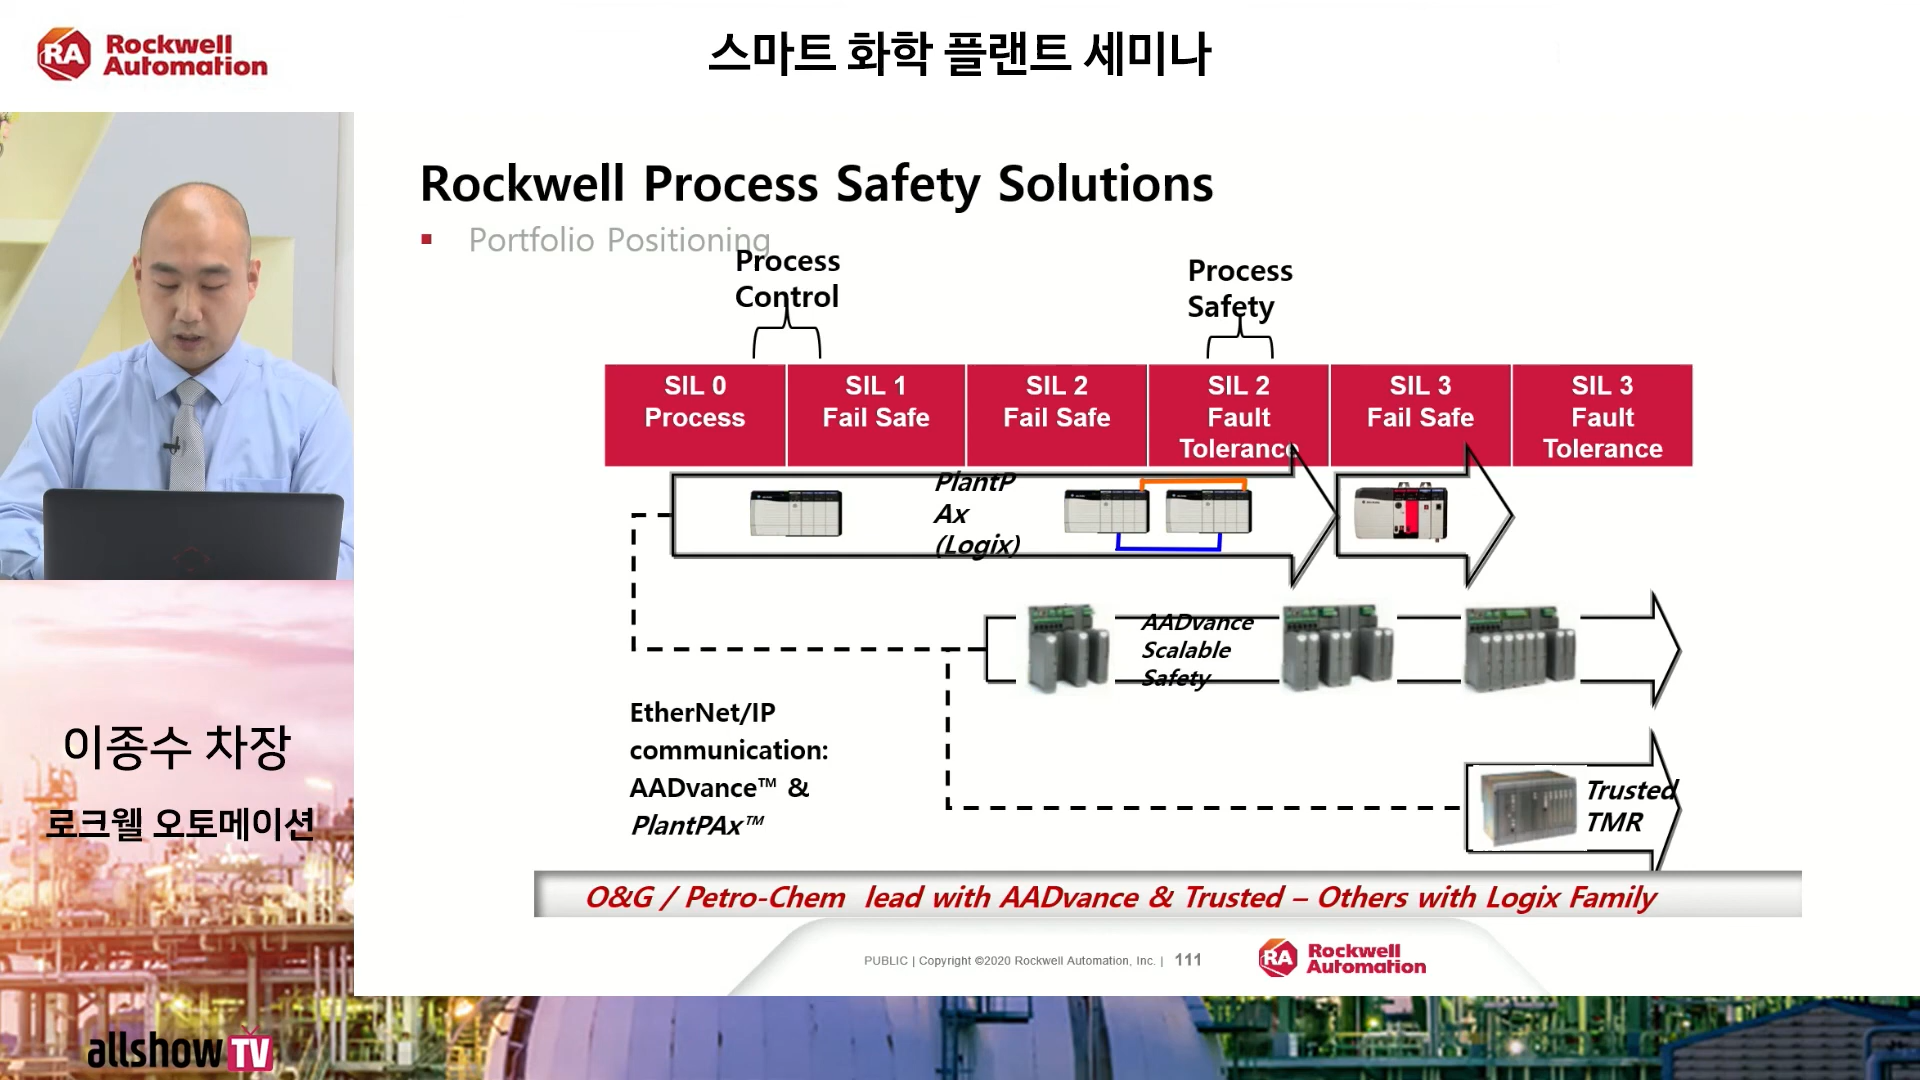 RA Rockwell
Automation
스마트 화학 플랜트 세미나
Rockwell Process Safety Solutions
Portfolio Positioning
Process
Control
Process
Safety
SIL 0
Process
SIL 1
Fail Safe
SIL 2
Fail Safe
SIL 2
Fault
Tolerance
SIL 3
Fail Safe
SIL 3
Fault
Tolerance
PlantP
Ax
(Logix)
AADvance
Scalable
Safety
EtherNet/IP
communication:
AADvance™ &
PlantPAx™
Trusted
TMR
O&G / Petro-Chem lead with AADvance & Trusted – Others with Logix Family
PUBLIC | Copyright ©2020 Rockwell Automation, Inc. | 111
RA Rockwell
Automation
이종수 차장
로크웰 오토메이션
allshow TV